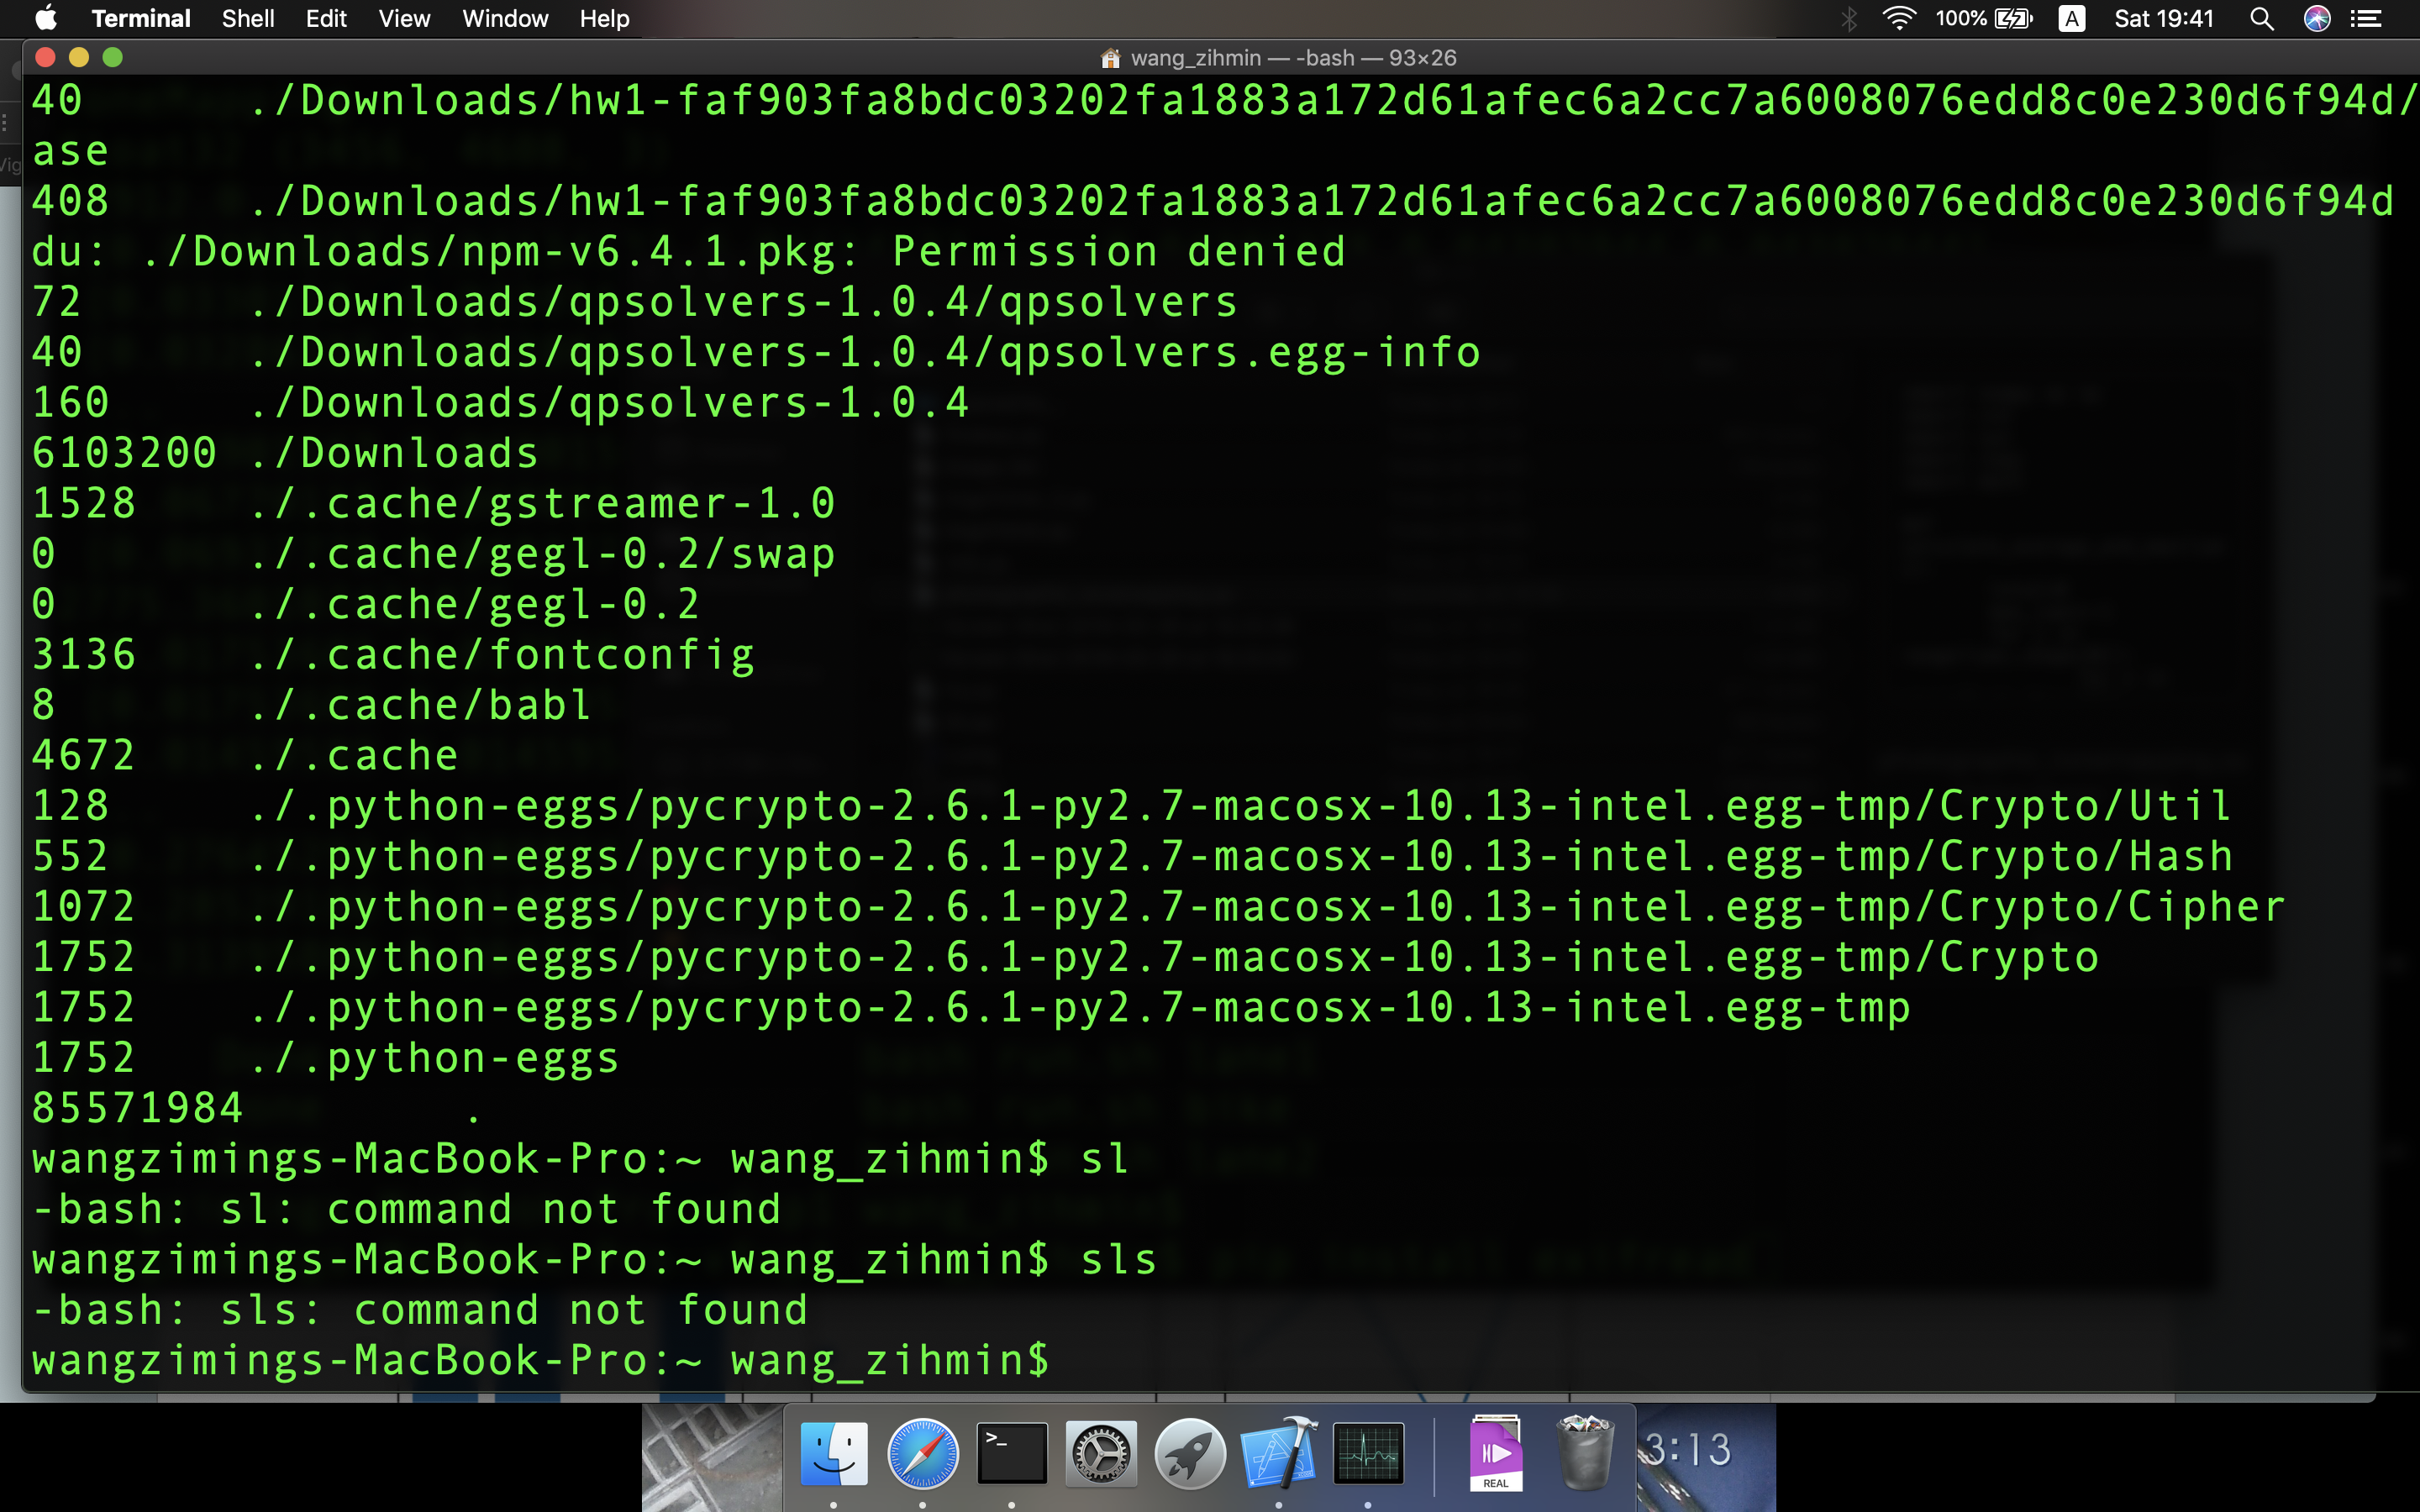 Terminal Shell Edit View Window Help 100% A Sat 19:41
wang_zihmin — -bash — 93×26
40 ./Downloads/hw1-faf903fa8bdc03202fa1883a172d61afec6a2cc7a6008076edd8c0e230d6f94d/
ase
408 ./Downloads/hw1-faf903fa8bdc03202fa1883a172d61afec6a2cc7a6008076edd8c0e230d6f94d
du: ./Downloads/npm-v6.4.1.pkg: Permission denied
72 ./Downloads/qpsolvers-1.0.4/qpsolvers
40 ./Downloads/qpsolvers-1.0.4/qpsolvers.egg-info
160 ./Downloads/qpsolvers-1.0.4
6103200 ./Downloads
1528 ./.cache/gstreamer-1.0
0 ./.cache/gegl-0.2/swap
0 ./.cache/gegl-0.2
3136 ./.cache/fontconfig
8 ./.cache/babl
4672 ./.cache
128 ./.python-eggs/pycrypto-2.6.1-py2.7-macosx-10.13-intel.egg-tmp/Crypto/Util
552 ./.python-eggs/pycrypto-2.6.1-py2.7-macosx-10.13-intel.egg-tmp/Crypto/Hash
1072 ./.python-eggs/pycrypto-2.6.1-py2.7-macosx-10.13-intel.egg-tmp/Crypto/Cipher
1752 ./.python-eggs/pycrypto-2.6.1-py2.7-macosx-10.13-intel.egg-tmp/Crypto
1752 ./.python-eggs/pycrypto-2.6.1-py2.7-macosx-10.13-intel.egg-tmp
1752 ./.python-eggs
85571984 .
wangzimings-MacBook-Pro:~ wang_zihmin$ sl
-bash: sl: command not found
wangzimings-MacBook-Pro:~ wang_zihmin$ sls
-bash: sls: command not found
wangzimings-MacBook-Pro:~ wang_zihmin$
>_
REAL
3:13